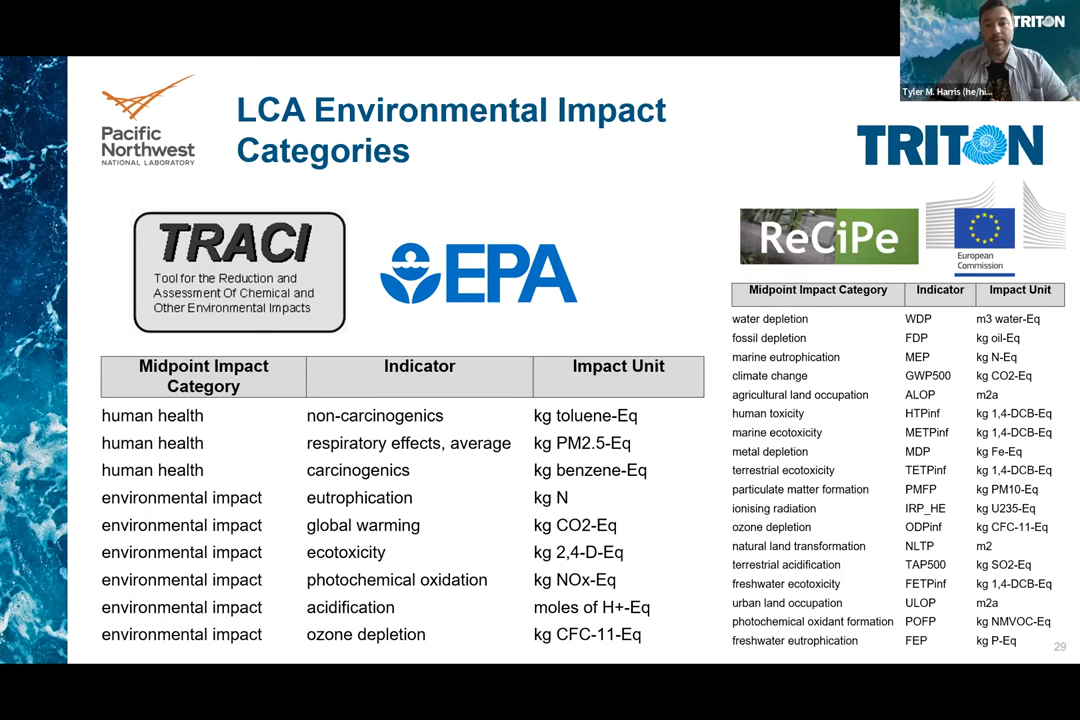 TRITON
Tyler M. Harris (he/hi...
Pacific
Northwest
NATIONAL LABORATORY
LCA Environmental Impact
Categories
TRITON
TRACI
Tool for the Reduction and
Assessment Of Chemical and
Other Environmental Impacts
EPA
ReCiPe
European
Commission
Midpoint Impact Category Indicator Impact Unit
human health non-carcinogenics kg toluene-Eq
human health respiratory effects, average kg PM2.5-Eq
human health carcinogenics kg benzene-Eq
environmental impact eutrophication kg N
environmental impact global warming kg CO2-Eq
environmental impact ecotoxicity kg 2,4-D-Eq
environmental impact photochemical oxidation kg NOx-Eq
environmental impact acidification moles of H+-Eq
environmental impact ozone depletion kg CFC-11-Eq
Midpoint Impact Category Indicator Impact Unit
water depletion WDP m3 water-Eq
fossil depletion FDP kg oil-Eq
marine eutrophication MEP kg N-Eq
climate change GWP500 kg CO2-Eq
agricultural land occupation ALOP m2a
human toxicity HTPinf kg 1,4-DCB-Eq
marine ecotoxicity METPinf kg 1,4-DCB-Eq
metal depletion MDP kg Fe-Eq
terrestrial ecotoxicity TETPinf kg 1,4-DCB-Eq
particulate matter formation PMFP kg PM10-Eq
ionising radiation IRP_HE kg U235-Eq
ozone depletion ODPinf kg CFC-11-Eq
natural land transformation NLTP m2
terrestrial acidification TAP500 kg SO2-Eq
freshwater ecotoxicity FETPinf kg 1,4-DCB-Eq
urban land occupation ULOP m2a
photochemical oxidant formation POFP kg NMVOC-Eq
freshwater eutrophication FEP kg P-Eq
29